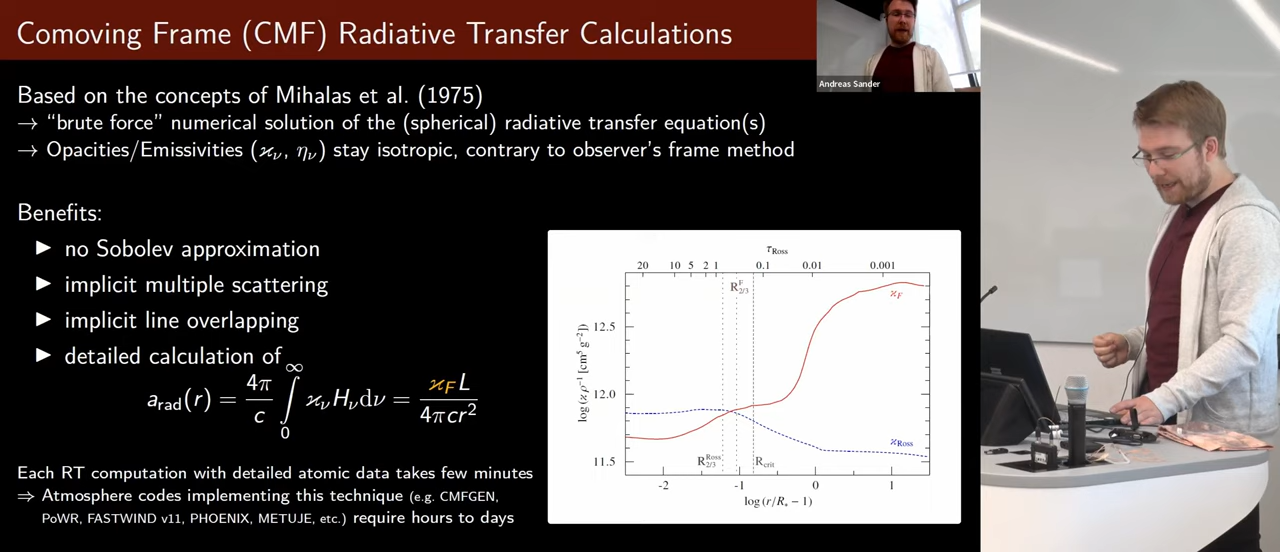 Comoving Frame (CMF) Radiative Transfer Calculations
Andreas Sander
Based on the concepts of Mihalas et al. (1975)
→ “brute force” numerical solution of the (spherical) radiative transfer equation(s)
→ Opacities/Emissivities (ϰν, ην) stay isotropic, contrary to observer's frame method
Benefits:
▶ no Sobolev approximation
▶ implicit multiple scattering
▶ implicit line overlapping
▶ detailed calculation of
a_rad(r) = 4π/c ∫₀^∞ ϰν Hν dν = ϰF L / 4πcr²
Each RT computation with detailed atomic data takes few minutes
⇒ Atmosphere codes implementing this technique (e.g. CMFGEN,
PoWR, FASTWIND v11, PHOENIX, METUJE, etc.) require hours to days
τRoss
20 10 5 2 1 0.1 0.01 0.001
R^F_2/3
ϰF
12.5
log (ϰ ρ⁻¹ [cm⁵ g⁻²])
12.0
ϰRoss
11.5
R^Ross_2/3 Rcrit
-2 -1 0 1
log (r/R* − 1)